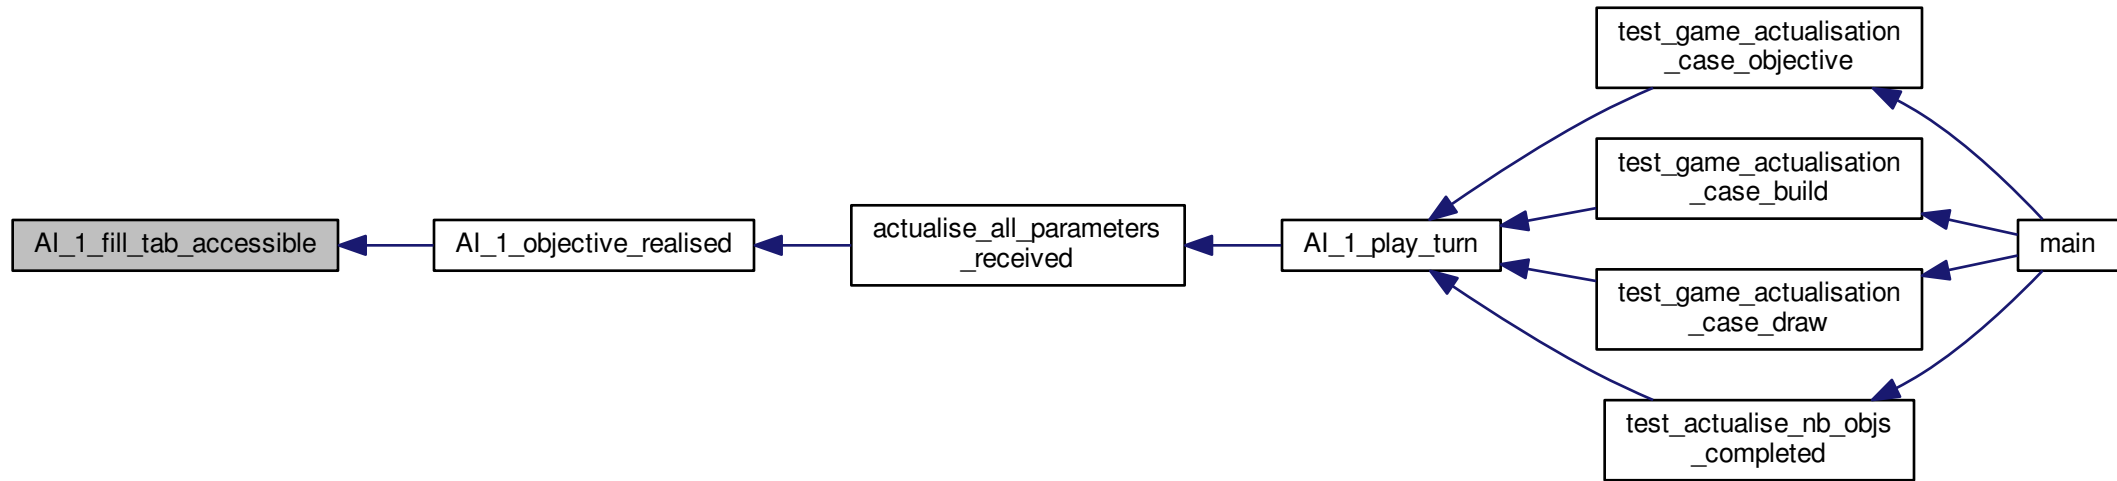 AI_1_fill_tab_accessible
AI_1_objective_realised
actualise_all_parameters
_received
AI_1_play_turn
test_game_actualisation
_case_objective
test_game_actualisation
_case_build
test_game_actualisation
_case_draw
test_actualise_nb_objs
_completed
main